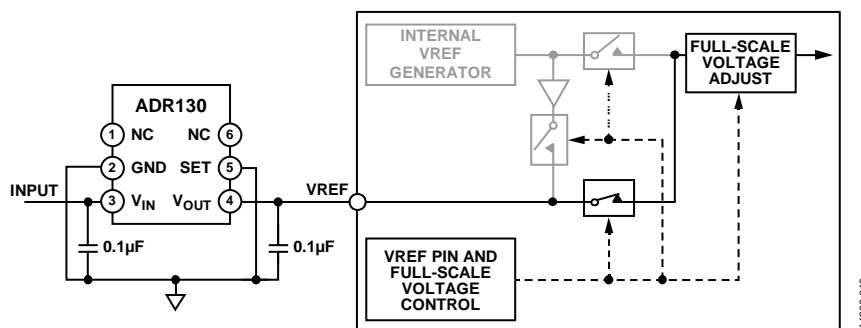 INTERNAL
VREF
GENERATOR
FULL-SCALE
VOLTAGE
ADJUST
ADR130
1 NC NC 6
2 GND SET 5
INPUT
3 VIN VOUT 4
VREF
0.1µF
0.1µF
VREF PIN AND
FULL-SCALE
VOLTAGE
CONTROL